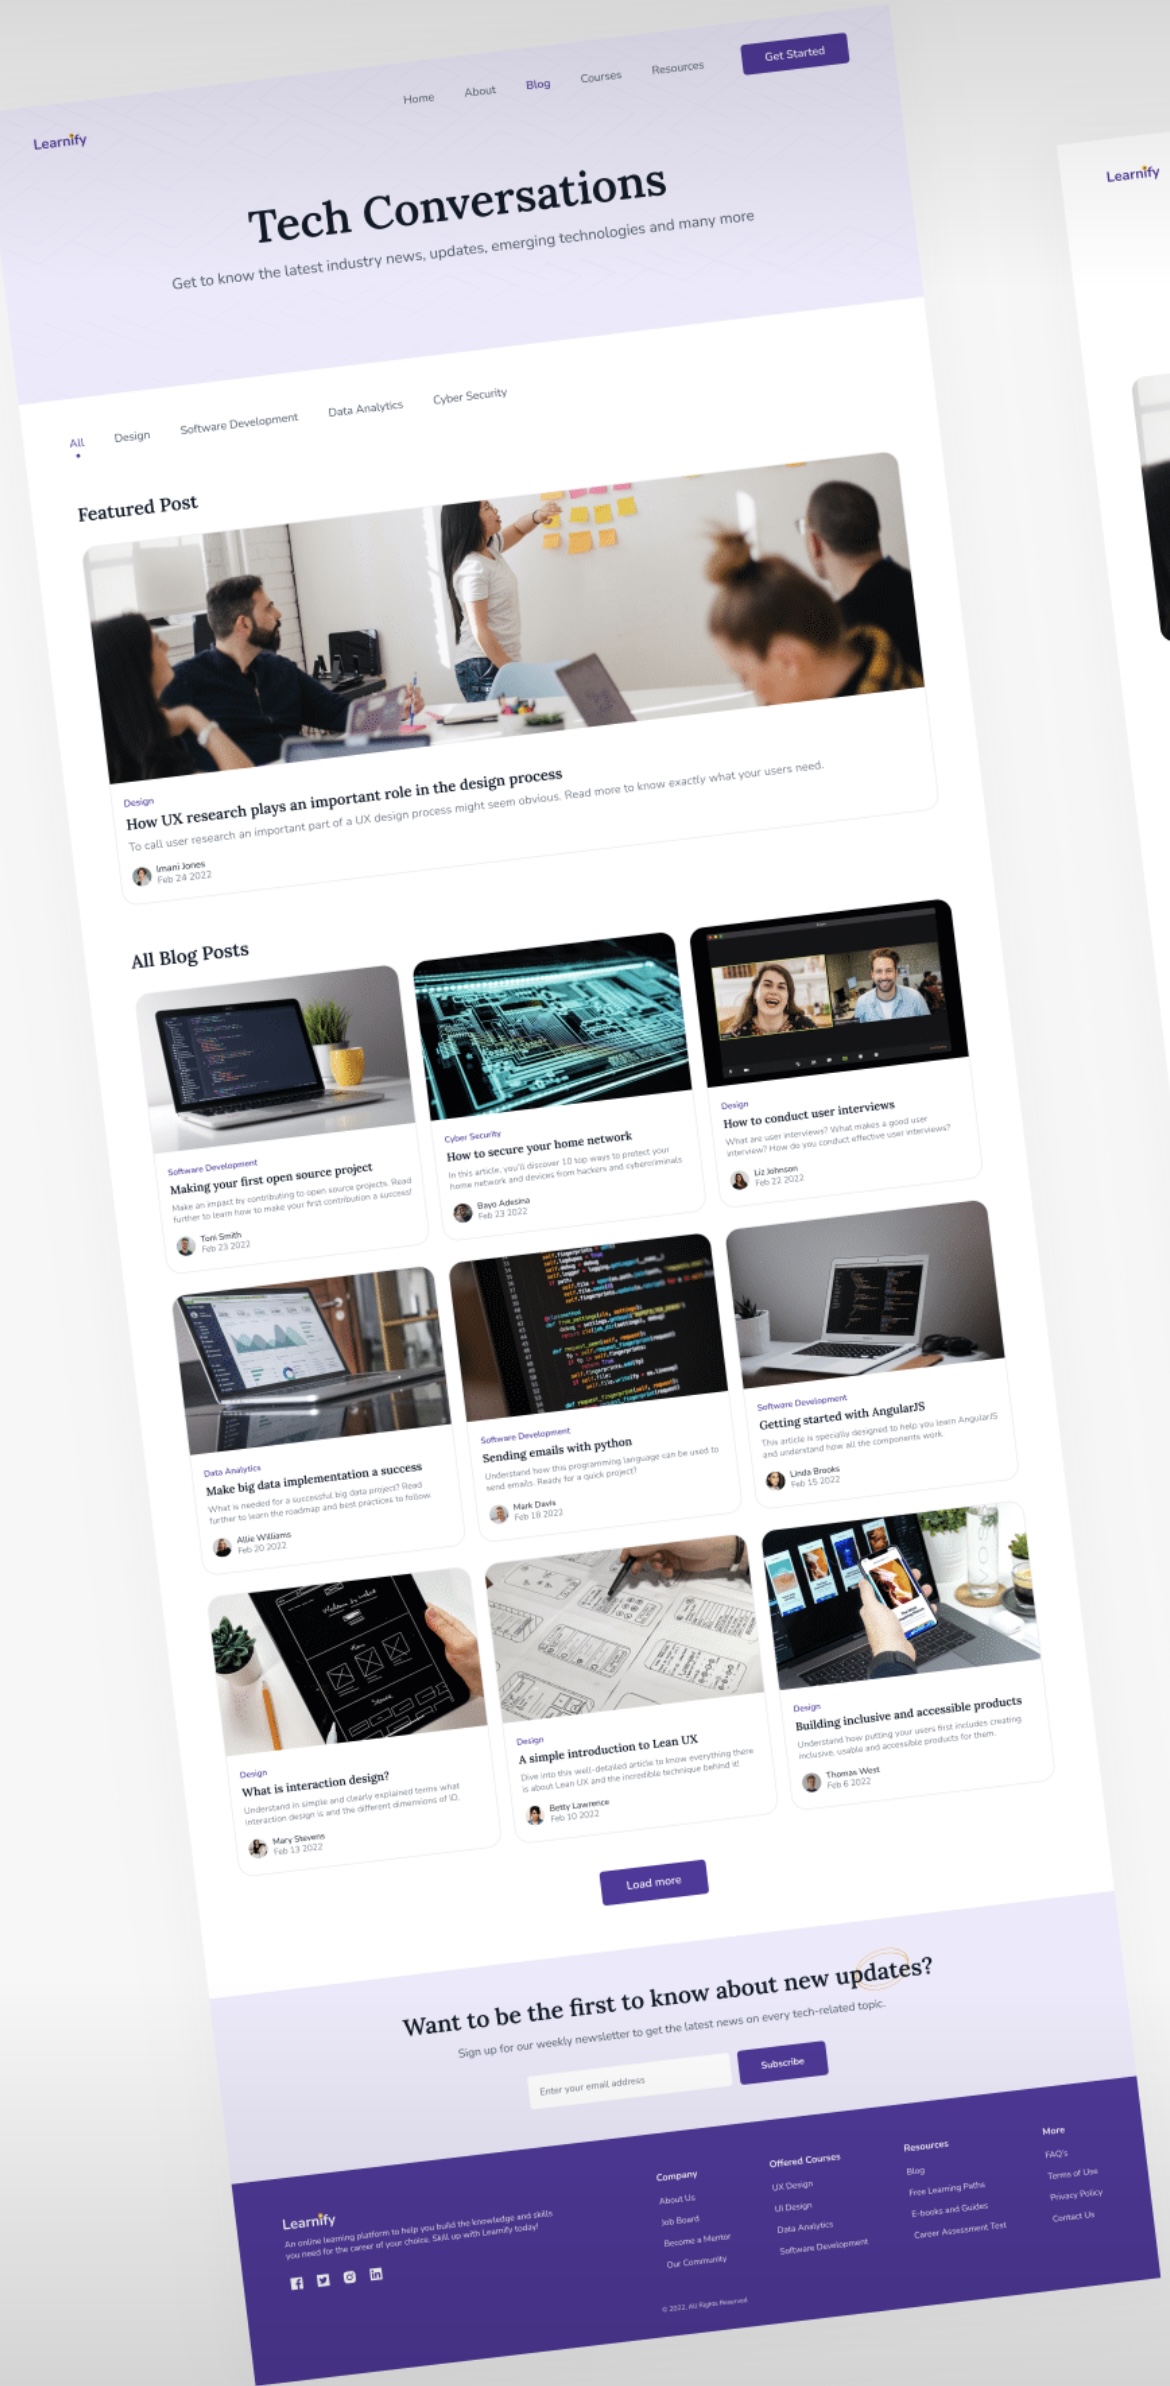 Learnify
Home About Blog Courses Resources Get Started
Tech Conversations
Get to know the latest industry news, updates, emerging technologies and many more
All Design Software Development Data Analytics Cyber Security
Featured Post
Design
How UX research plays an important role in the design process
To call user research an important part of a UX design process might seem obvious. Read more to know exactly what your users need.
Imani Jones
Feb 24 2022
All Blog Posts
Software Development
Making your first open source project
Make an impact by contributing to open source projects. Read
further to learn how to make your first contribution a success!
Toni Smith
Feb 23 2022
Cyber Security
How to secure your home network
In this article, you'll discover 10 top ways to protect your
home network and devices from hackers and cybercriminals
Bayo Adesina
Feb 23 2022
Design
How to conduct user interviews
What are user interviews? What makes a good user
interview? How do you conduct effective user interviews?
Liz Johnson
Feb 22 2022
Data Analytics
Make big data implementation a success
What is needed for a successful big data project? Read
further to learn the roadmap and best practices to follow.
Allie Williams
Feb 20 2022
Software Development
Sending emails with python
Understand how this programming language can be used to
send emails. Ready for a quick project?
Mark Davis
Feb 18 2022
Software Development
Getting started with AngularJS
This article is specially designed to help you learn AngularJS
and understand how all the components work.
Linda Brooks
Feb 15 2022
Design
What is interaction design?
Understand in simple and clearly explained terms what
interaction design is and the different dimensions of ID.
Mary Stevens
Feb 13 2022
Design
A simple introduction to Lean UX
Dive into this well-detailed article to know everything there
is about Lean UX and the incredible technique behind it!
Betty Lawrence
Feb 10 2022
Design
Building inclusive and accessible products
Understand how putting your users first includes creating
inclusive, usable and accessible products for them.
Thomas West
Feb 6 2022
Load more
Want to be the first to know about new updates?
Sign up for our weekly newsletter to get the latest news on every tech-related topic.
Enter your email address
Subscribe
Learnify
An online learning platform to help you build the knowledge and skills
you need for the career of your choice. Skill up with Learnify today!
Company
About Us
Job Board
Become a Mentor
Our Community
Offered Courses
UX Design
UI Design
Data Analytics
Software Development
Resources
Blog
Free Learning Paths
E-books and Guides
Career Assessment Test
More
FAQ's
Terms of Use
Privacy Policy
Contact Us
© 2022, All Rights Reserved
Learnify